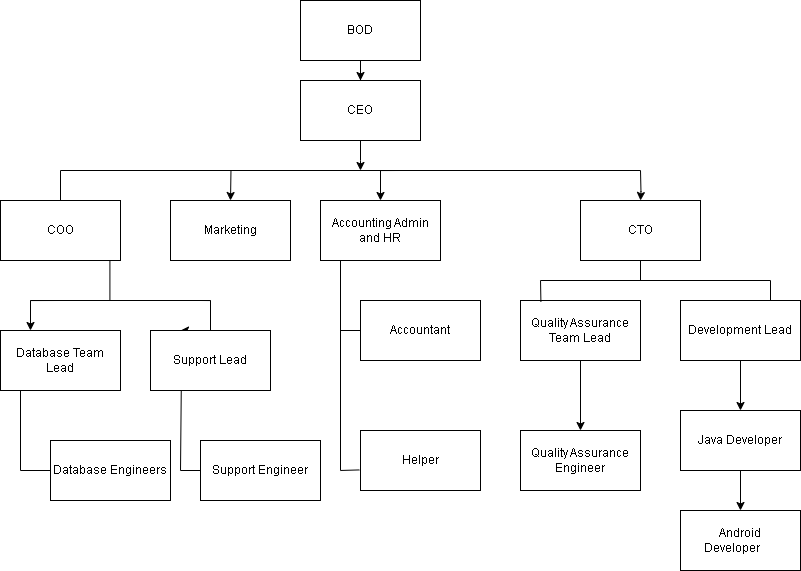 BOD
CEO
COO
Marketing
Accounting Admin
and HR
CTO
Database Team
Lead
Support Lead
Accountant
Quality Assurance
Team Lead
Development Lead
Database Engineers
Support Engineer
Helper
Quality Assurance
Engineer
Java Developer
Android
Developer